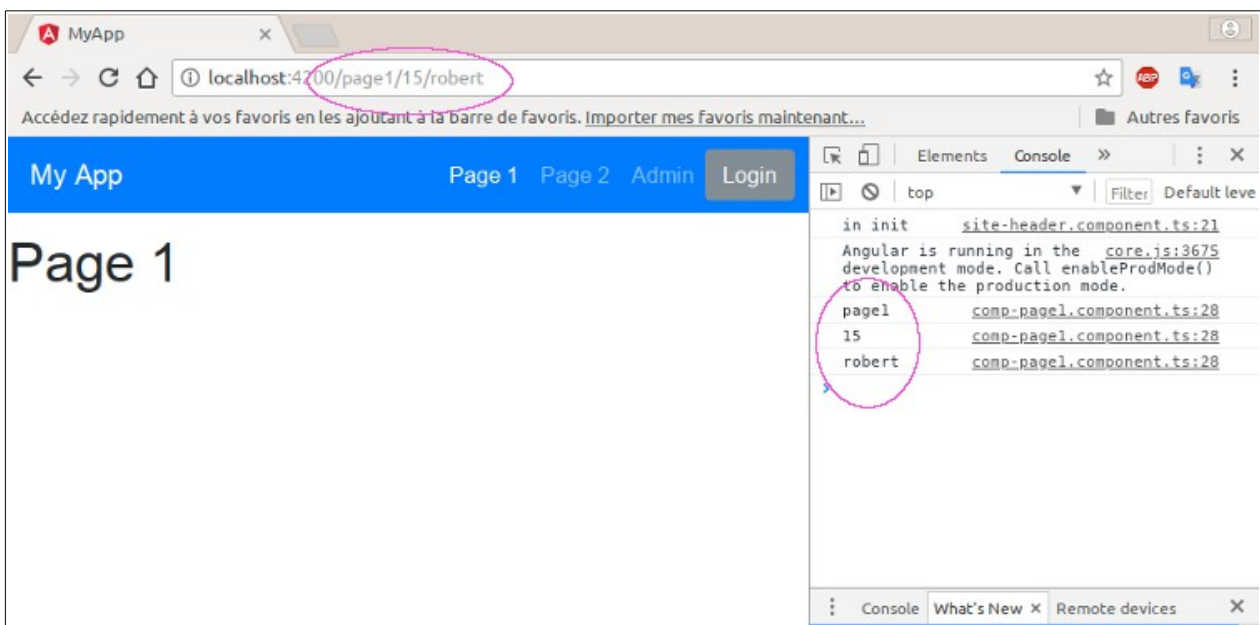 MyApp
localhost:4200/page1/15/robert
ABP
Accédez rapidement à vos favoris en les ajoutant à la barre de favoris. Importer mes favoris maintenant...
Autres favoris
My App
Page 1 Page 2 Admin Login
Page 1
Elements Console »
top Filter Default leve
in init site-header.component.ts:21
Angular is running in the core.js:3675
development mode. Call enableProdMode()
to enable the production mode.
page1 comp-page1.component.ts:28
15 comp-page1.component.ts:28
robert comp-page1.component.ts:28
Console What's New × Remote devices